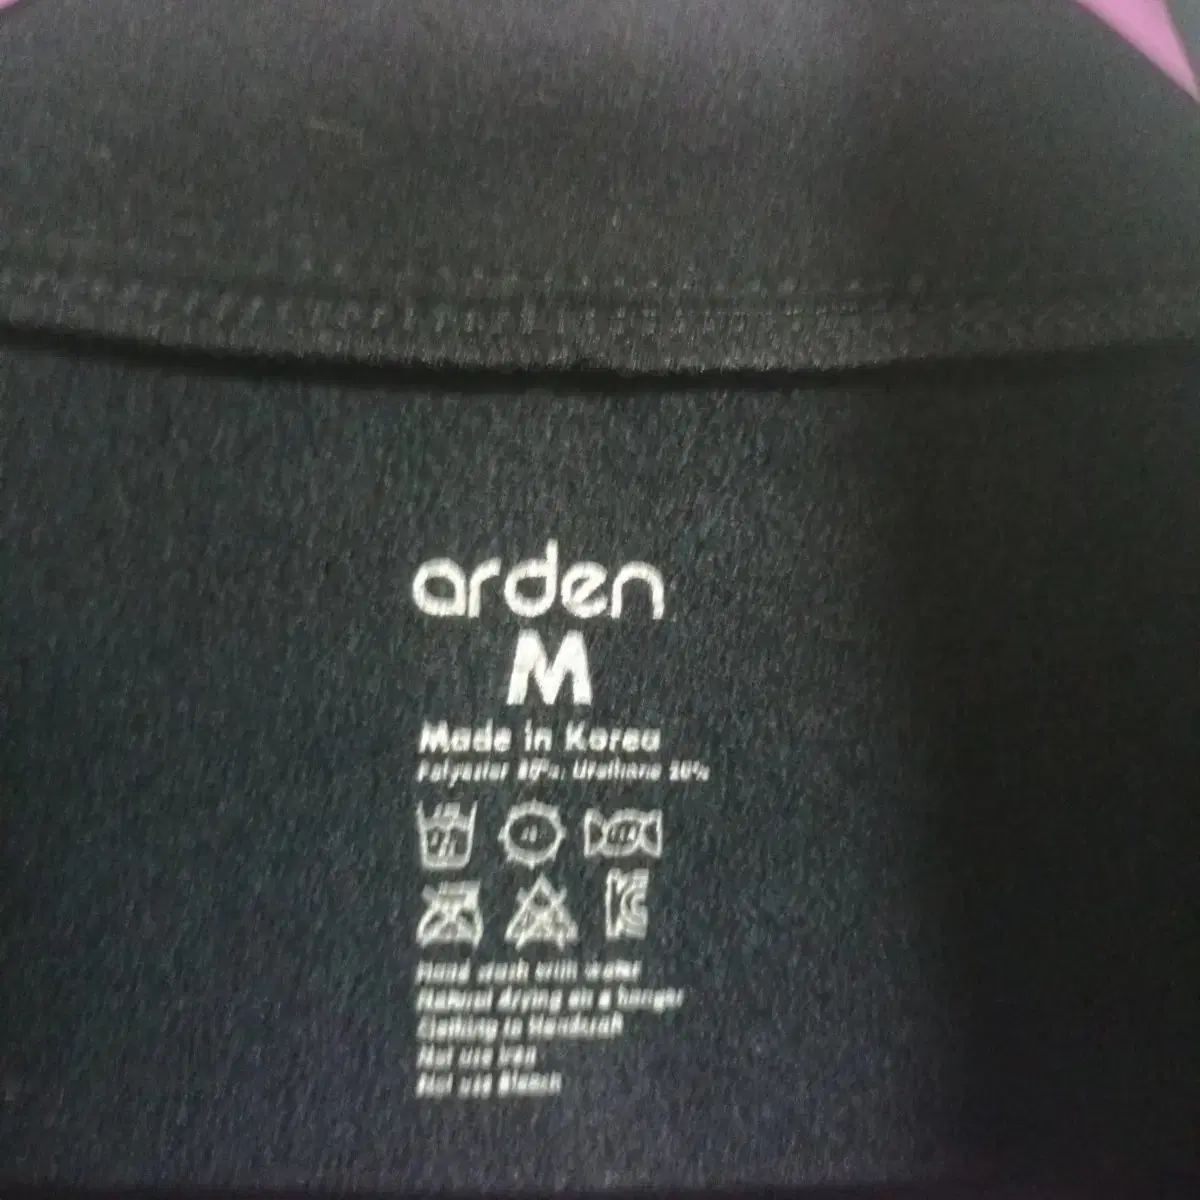 arden
M
Made in Korea
Polyester 80%, Urethane 20%
Hand wash with water
Natural drying on a hanger
Not use Iron
Not use Bleach